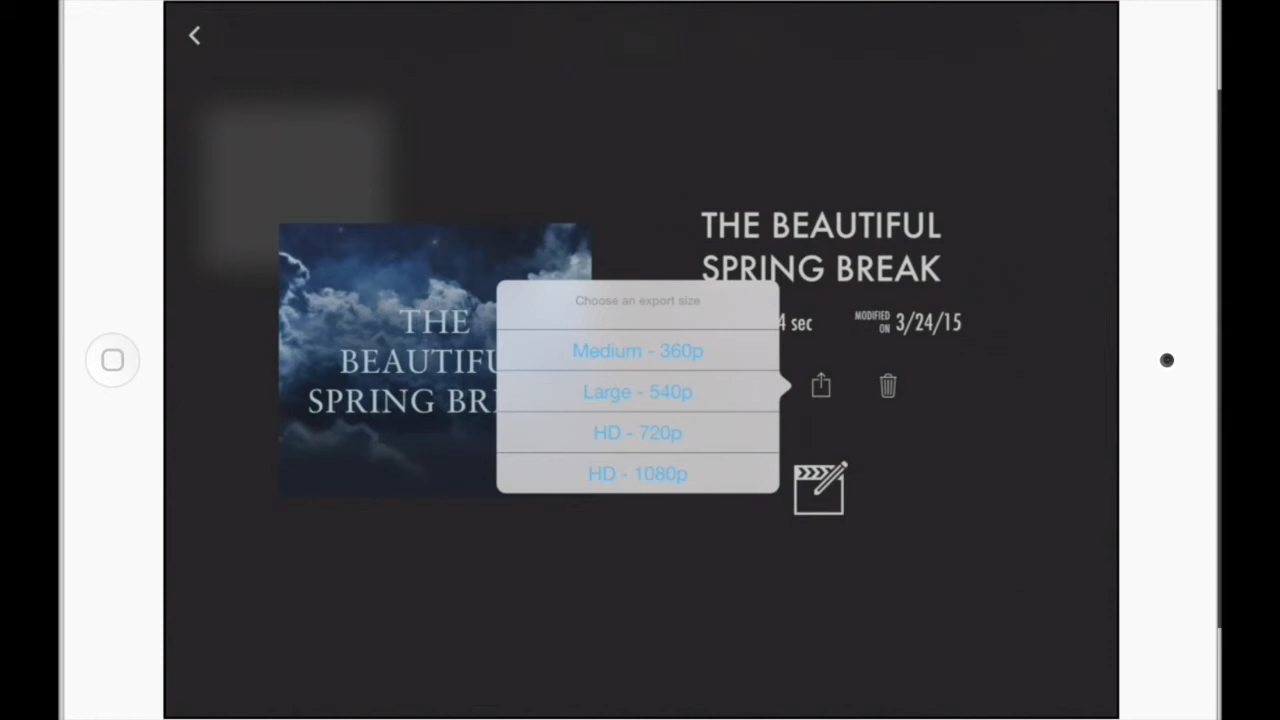 THE BEAUTIFUL
SPRING BREAK
4 sec
MODIFIED
ON 3/24/15
THE
BEAUTIFU
SPRING BR
Choose an export size
Medium - 360p
Large - 540p
HD - 720p
HD - 1080p